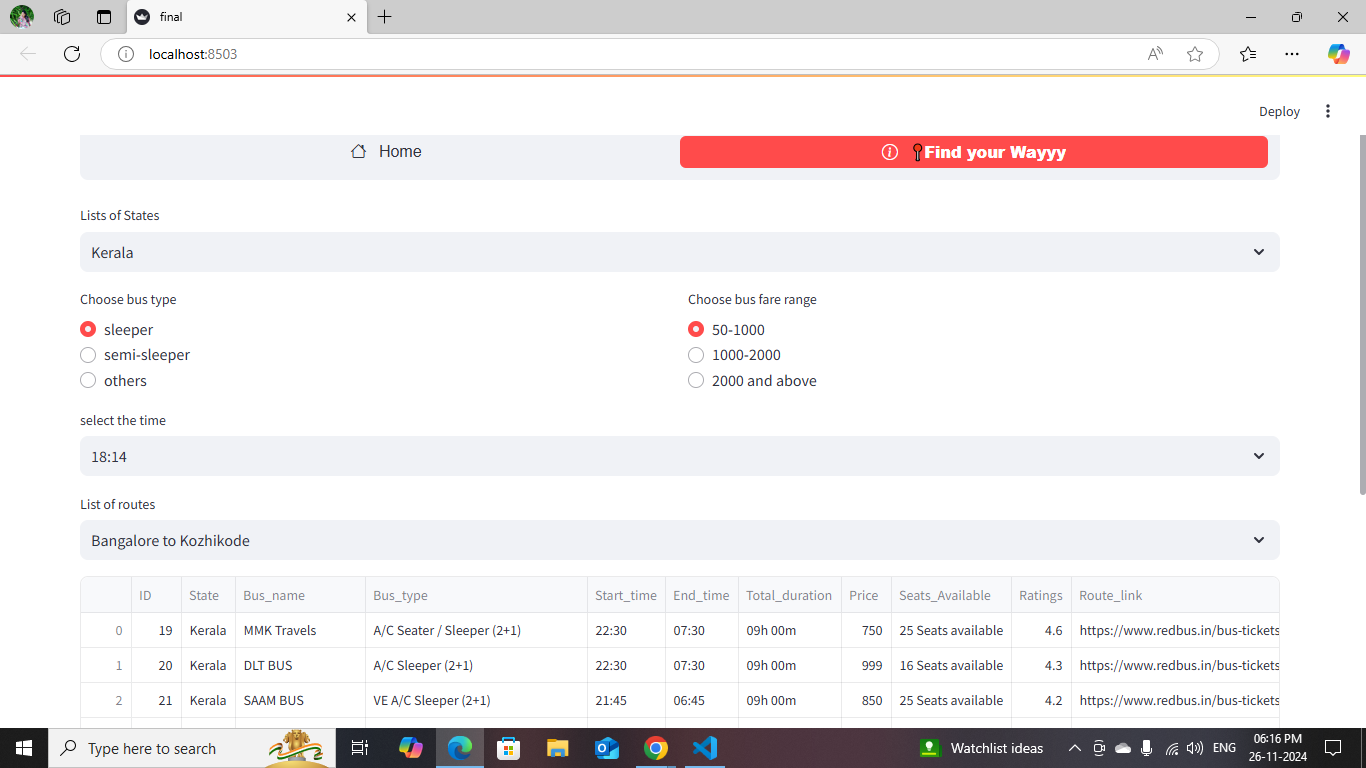 final
localhost:8503
Deploy
Home
Find your Wayyy
Lists of States
Kerala
Choose bus type
sleeper
semi-sleeper
others
Choose bus fare range
50-1000
1000-2000
2000 and above
select the time
18:14
List of routes
Bangalore to Kozhikode
ID State Bus_name Bus_type Start_time End_time Total_duration Price Seats_Available Ratings Route_link
0 19 Kerala MMK Travels A/C Seater / Sleeper (2+1) 22:30 07:30 09h 00m 750 25 Seats available 4.6 https://www.redbus.in/bus-tickets
1 20 Kerala DLT BUS A/C Sleeper (2+1) 22:30 07:30 09h 00m 999 16 Seats available 4.3 https://www.redbus.in/bus-tickets
2 21 Kerala SAAM BUS VE A/C Sleeper (2+1) 21:45 06:45 09h 00m 850 25 Seats available 4.2 https://www.redbus.in/bus-tickets
Type here to search
Watchlist ideas
ENG
06:16 PM
26-11-2024